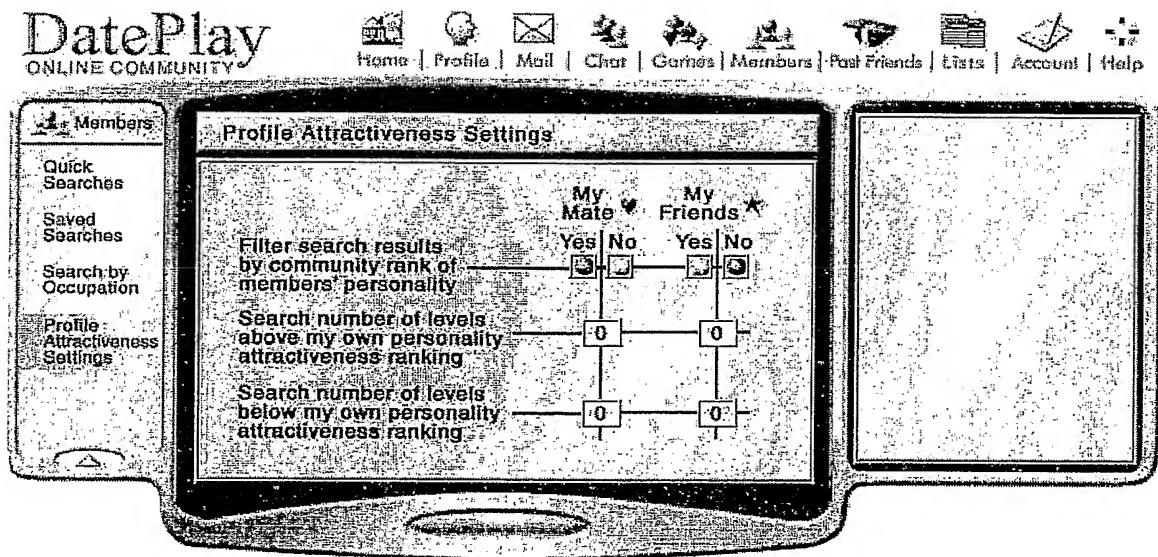 DatePlay
ONLINE COMMUNITY
Home | Profile | Mail | Chat | Games | Members | Past Friends | Lists | Account | Help
Members
Quick
Searches
Saved
Searches
Search by
Occupation
Profile
Attractiveness
Settings
Profile Attractiveness Settings
My
Mate
My
Friends
Yes No
Yes No
Filter search results
by community rank of
members' personality
Search number of levels
above my own personality
attractiveness ranking
0
0
Search number of levels
below my own personality
attractiveness ranking
0
0